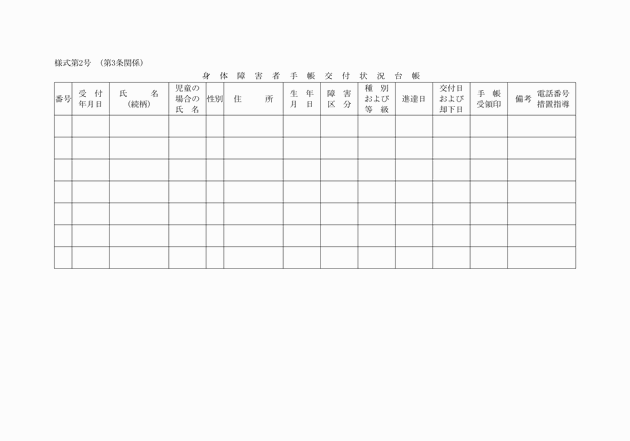 様式第2号　（第3条関係）
身　体　障　害　者　手　帳　交　付　状　況　台　帳
番号
受　付
年月日
氏　　　名
（続柄）
児童の
場合の
氏　名
性別
住　　　所
生　年
月　日
障　害
区　分
種　別
および
等　級
進達日
交付日
および
却下日
手　帳
受領印
備考　電話番号
措置指導